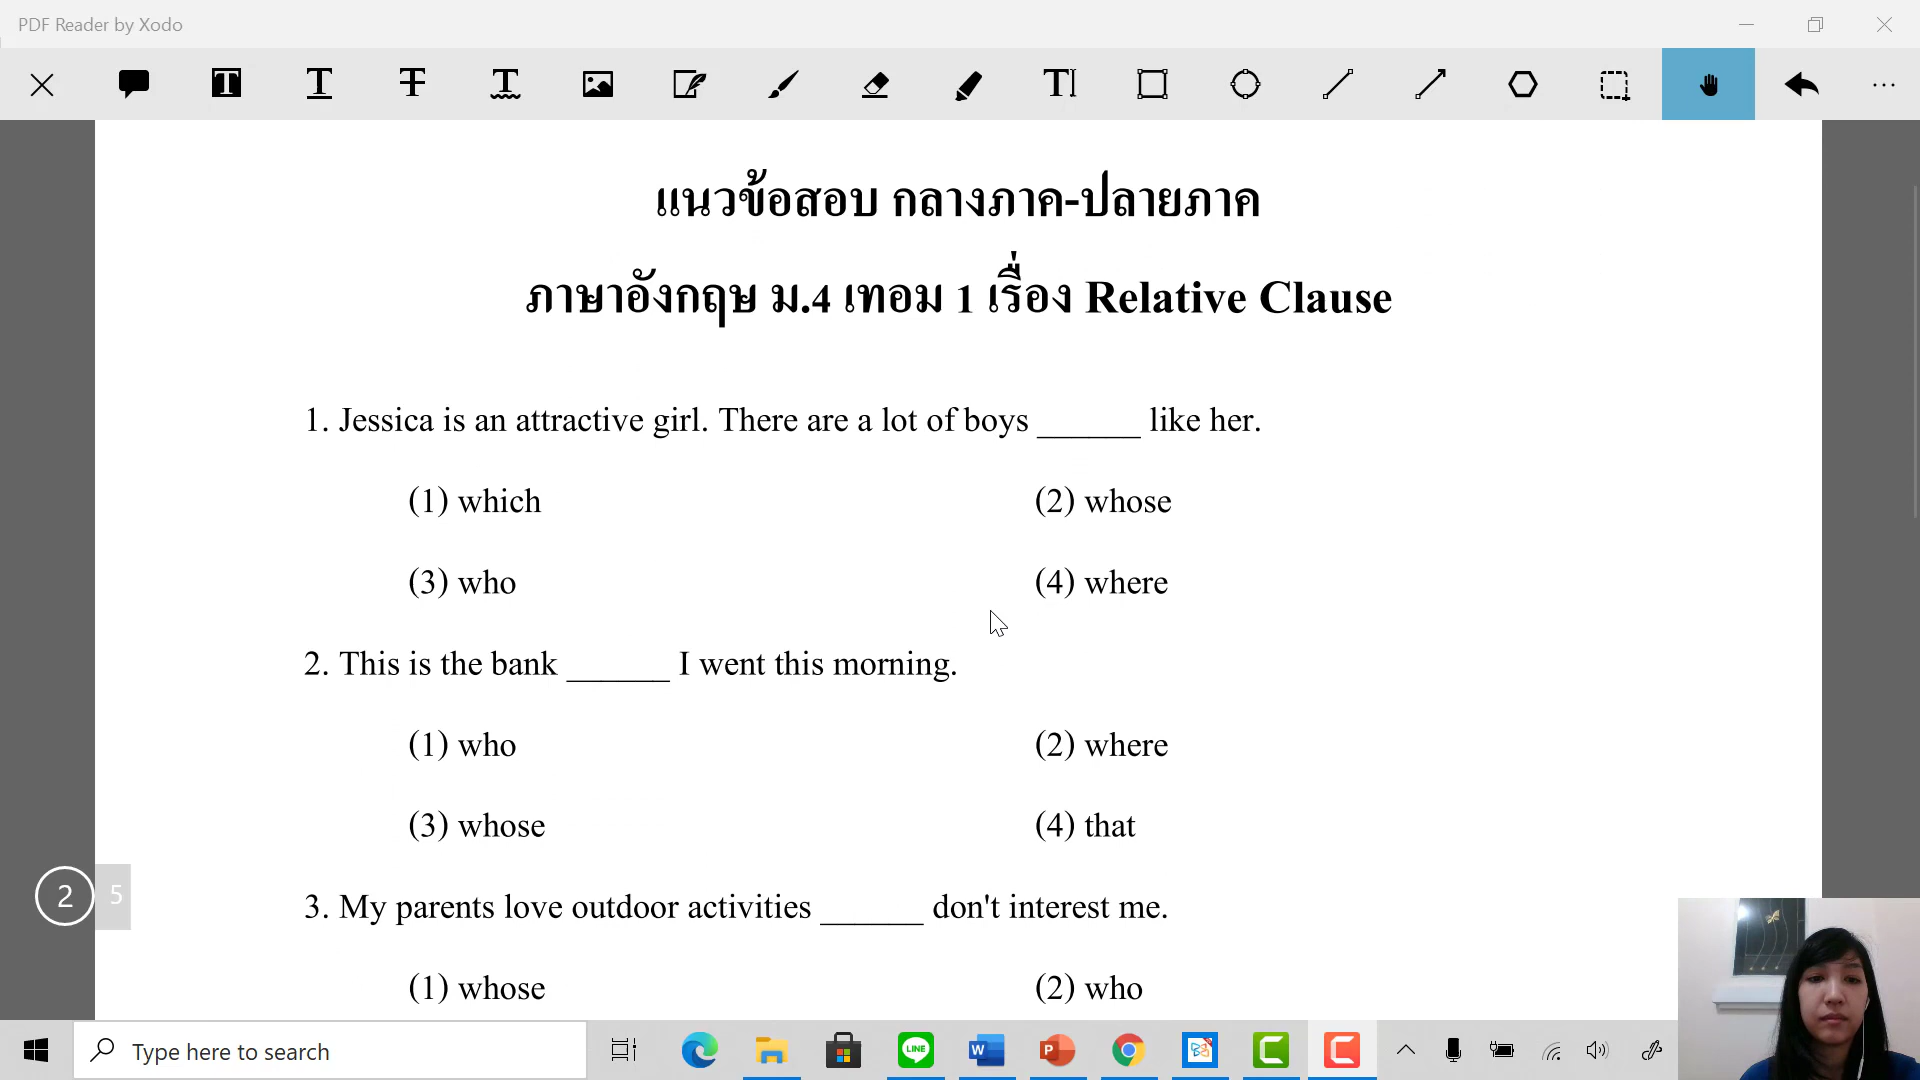 PDF Reader by Xodo
แนวข้อสอบ กลางภาค-ปลายภาค
ภาษาอังกฤษ ม.4 เทอม 1 เรื่อง Relative Clause
1. Jessica is an attractive girl. There are a lot of boys ______ like her.
(1) which (2) whose
(3) who (4) where
2. This is the bank ______ I went this morning.
(1) who (2) where
(3) whose (4) that
2 5
3. My parents love outdoor activities ______ don't interest me.
(1) whose (2) who
Type here to search